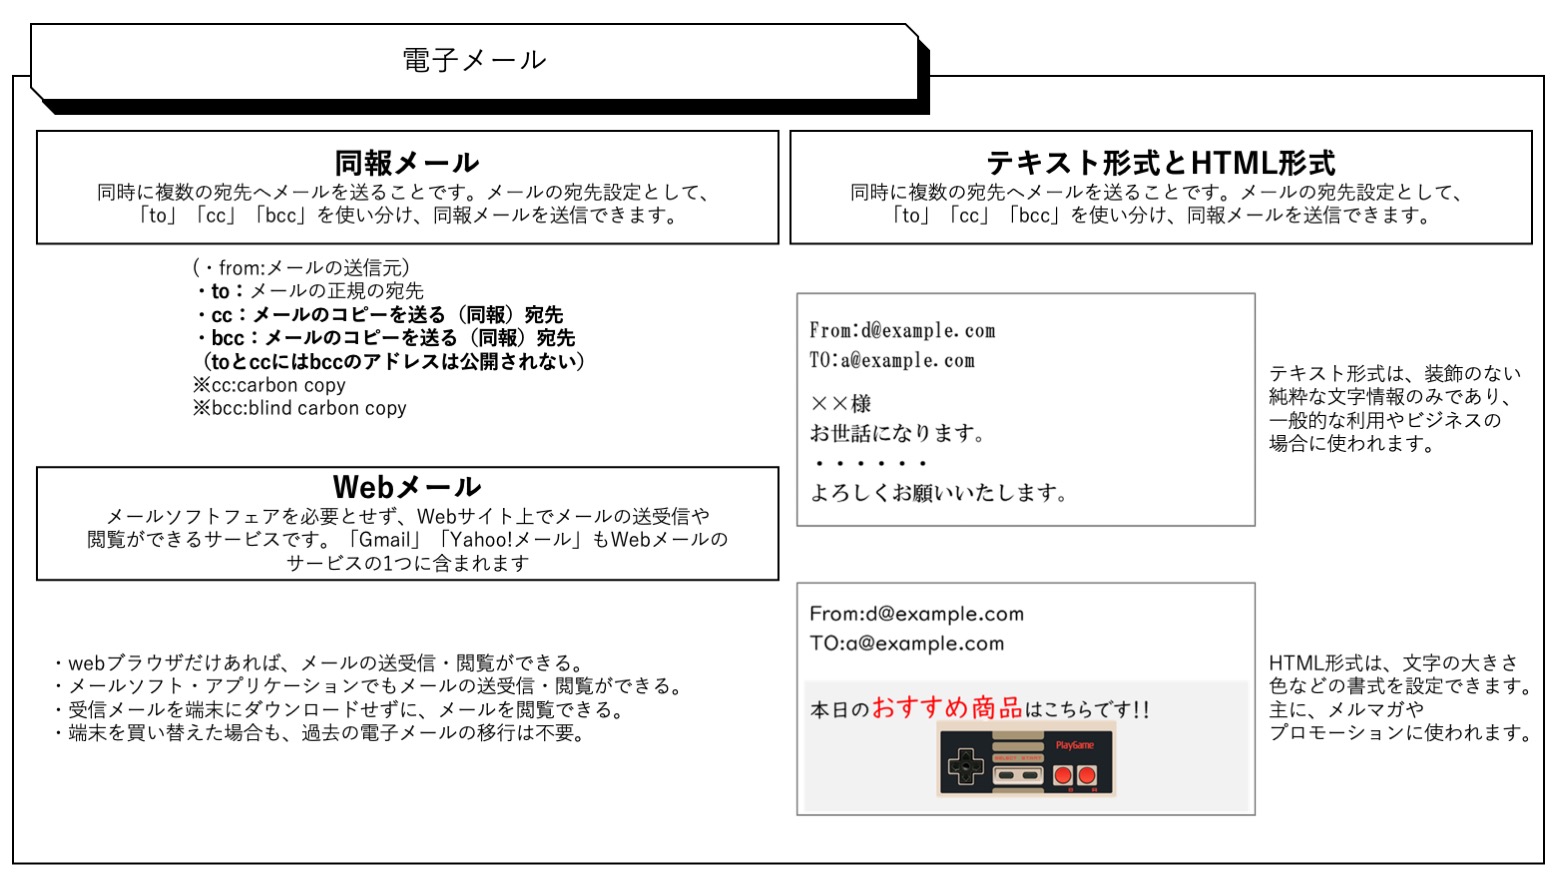 電子メール
同報メール
同時に複数の宛先へメールを送ることです。メールの宛先設定として、
「to」「cc」「bcc」を使い分け、同報メールを送信できます。
(・from:メールの送信元)
・to：メールの正規の宛先
・cc：メールのコピーを送る（同報）宛先
・bcc：メールのコピーを送る（同報）宛先
（toとccにはbccのアドレスは公開されない）
※cc:carbon copy
※bcc:blind carbon copy
Webメール
メールソフトフェアを必要とせず、Webサイト上でメールの送受信や
閲覧ができるサービスです。「Gmail」「Yahoo!メール」もWebメールの
サービスの1つに含まれます
・webブラウザだけあれば、メールの送受信・閲覧ができる。
・メールソフト・アプリケーションでもメールの送受信・閲覧ができる。
・受信メールを端末にダウンロードせずに、メールを閲覧できる。
・端末を買い替えた場合も、過去の電子メールの移行は不要。
テキスト形式とHTML形式
同時に複数の宛先へメールを送ることです。メールの宛先設定として、
「to」「cc」「bcc」を使い分け、同報メールを送信できます。
From:d@example.com
TO:a@example.com
××様
お世話になります。
・・・・・・
よろしくお願いいたします。
テキスト形式は、装飾のない
純粋な文字情報のみであり、
一般的な利用やビジネスの
場合に使われます。
From:d@example.com
TO:a@example.com
本日のおすすめ商品はこちらです!!
PlayGame
SELECT START
B A
HTML形式は、文字の大きさ
色などの書式を設定できます。
主に、メルマガや
プロモーションに使われます。